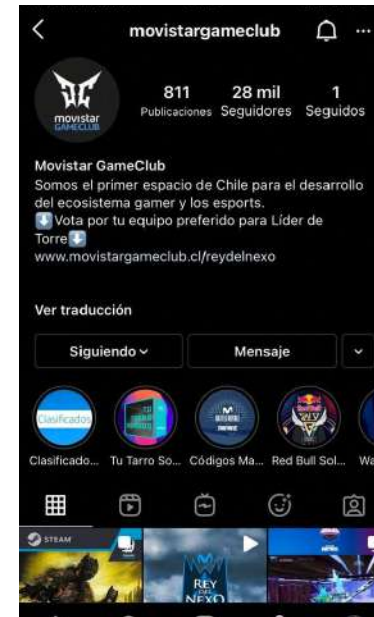 movistargameclub
811 28 mil 1
Publicaciones Seguidores Seguidos
movistar
GAMECLUB
Movistar GameClub
Somos el primer espacio de Chile para el desarrollo
del ecosistema gamer y los esports.
⬇️Vota por tu equipo preferido para Líder de
Torre⬇️
www.movistargameclub.cl/reydelnexo
Ver traducción
Siguiendo Mensaje
Clasificados
Clasificado... Tu Tarro So... Códigos Ma... Red Bull Sol... Wa
STEAM
REY
DEL
NEXO